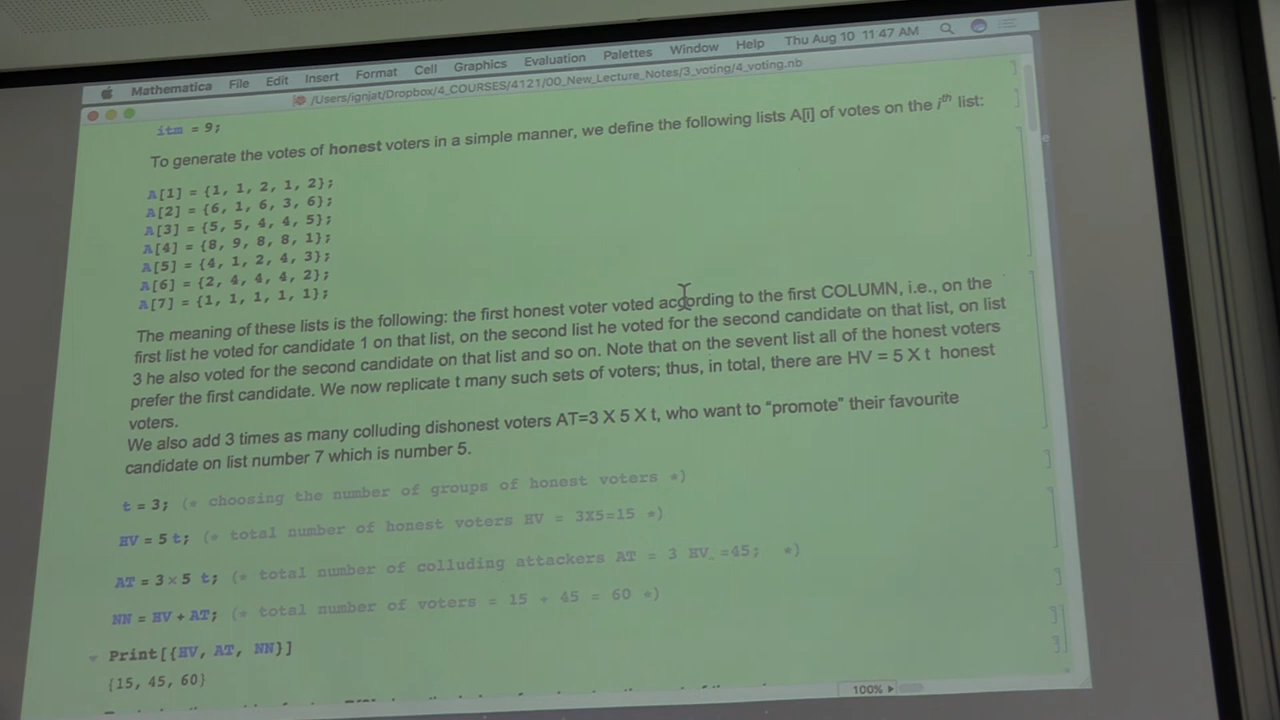 Mathematica File Edit Insert Format Cell Graphics Evaluation Palettes Window Help Thu Aug 10 11:47 AM
/Users/ignjat/Dropbox/4_COURSES/4121/00_New_Lecture_Notes/3_voting/4_voting.nb
itm = 9;
To generate the votes of honest voters in a simple manner, we define the following lists A[i] of votes on the ith list:
A[1] = {1, 1, 2, 1, 2};
A[2] = {6, 1, 6, 3, 6};
A[3] = {5, 5, 4, 4, 5};
A[4] = {8, 9, 8, 8, 1};
A[5] = {4, 1, 2, 4, 3};
A[6] = {2, 4, 4, 4, 2};
A[7] = {1, 1, 1, 1, 1};
The meaning of these lists is the following: the first honest voter voted according to the first COLUMN, i.e., on the
first list he voted for candidate 1 on that list, on the second list he voted for the second candidate on that list, on list
3 he also voted for the second candidate on that list and so on. Note that on the sevent list all of the honest voters
prefer the first candidate. We now replicate t many such sets of voters; thus, in total, there are HV = 5 X t honest
voters.
We also add 3 times as many colluding dishonest voters AT=3 X 5 X t, who want to “promote” their favourite
candidate on list number 7 which is number 5.
t = 3; (* choosing the number of groups of honest voters *)
HV = 5 t; (* total number of honest voters HV = 3X5=15 *)
AT = 3 × 5 t; (* total number of colluding attackers AT = 3 HV_=45; *)
NN = HV + AT; (* total number of voters = 15 + 45 = 60 *)
Print[{HV, AT, NN}]
{15, 45, 60}
100%